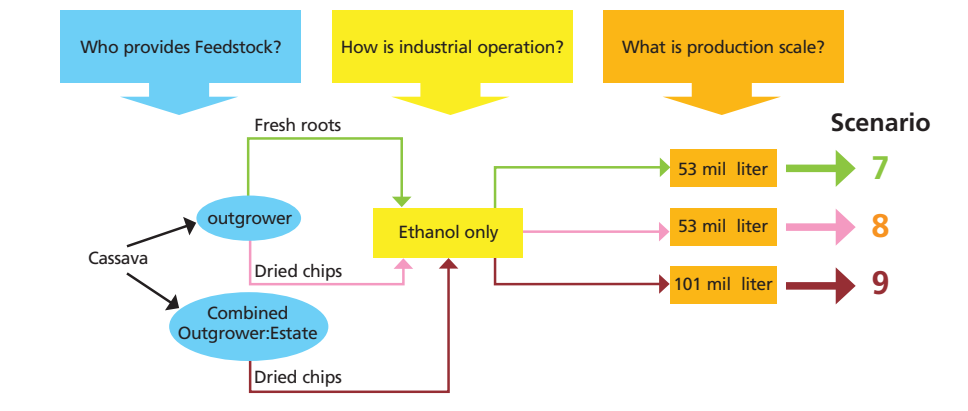 Who provides Feedstock?
How is industrial operation?
What is production scale?
Scenario
Fresh roots
53 mil liter
7
outgrower
Ethanol only
53 mil liter
8
Cassava
Dried chips
101 mil liter
9
Combined
Outgrower:Estate
Dried chips